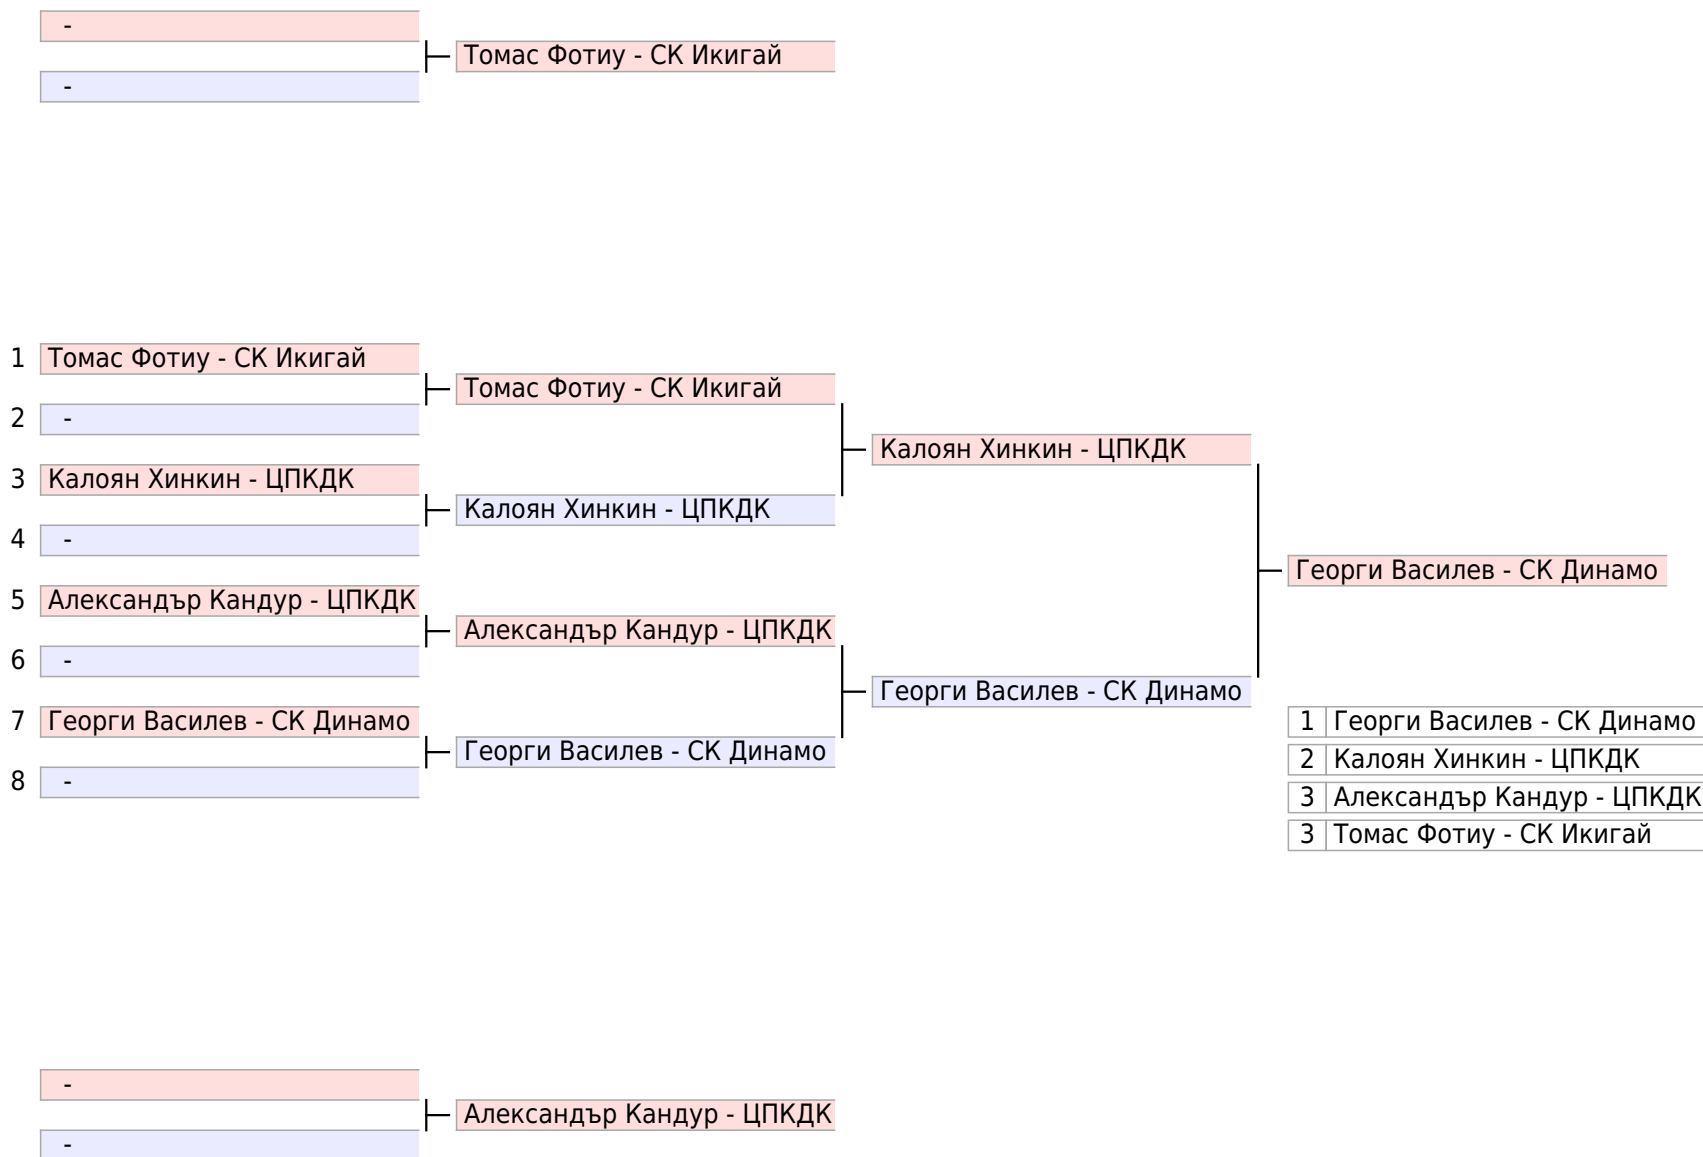 -
Томас Фотиу - СК Икигай
-
1 Томас Фотиу - СК Икигай
Томас Фотиу - СК Икигай
2 -
Калоян Хинкин - ЦПКДК
3 Калоян Хинкин - ЦПКДК
Калоян Хинкин - ЦПКДК
4 -
Георги Василев - СК Динамо
5 Александър Кандур - ЦПКДК
Александър Кандур - ЦПКДК
6 -
Георги Василев - СК Динамо
7 Георги Василев - СК Динамо
Георги Василев - СК Динамо
8 -
1 Георги Василев - СК Динамо
2 Калоян Хинкин - ЦПКДК
3 Александър Кандур - ЦПКДК
3 Томас Фотиу - СК Икигай
-
Александър Кандур - ЦПКДК
-